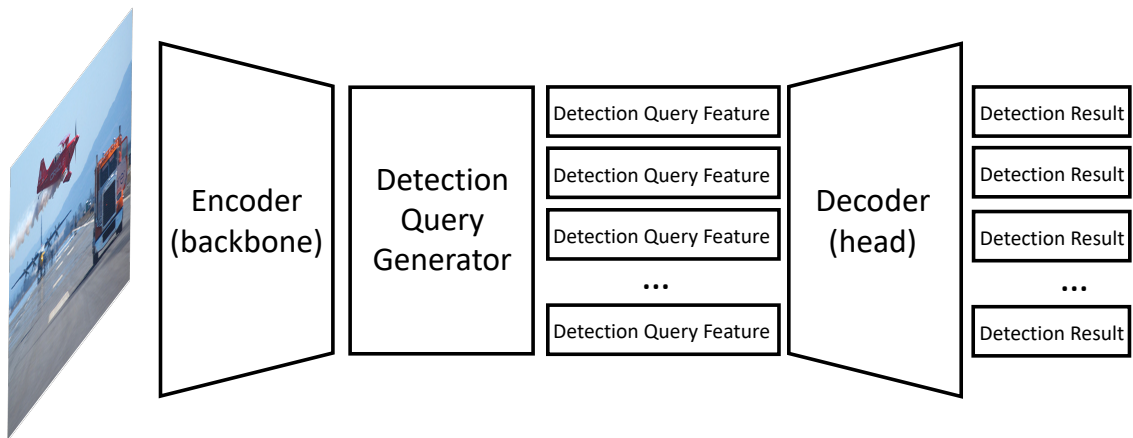 Encoder
(backbone)
Detection
Query
Generator
Detection Query Feature
Detection Query Feature
Detection Query Feature
...
Detection Query Feature
Decoder
(head)
Detection Result
Detection Result
Detection Result
...
Detection Result